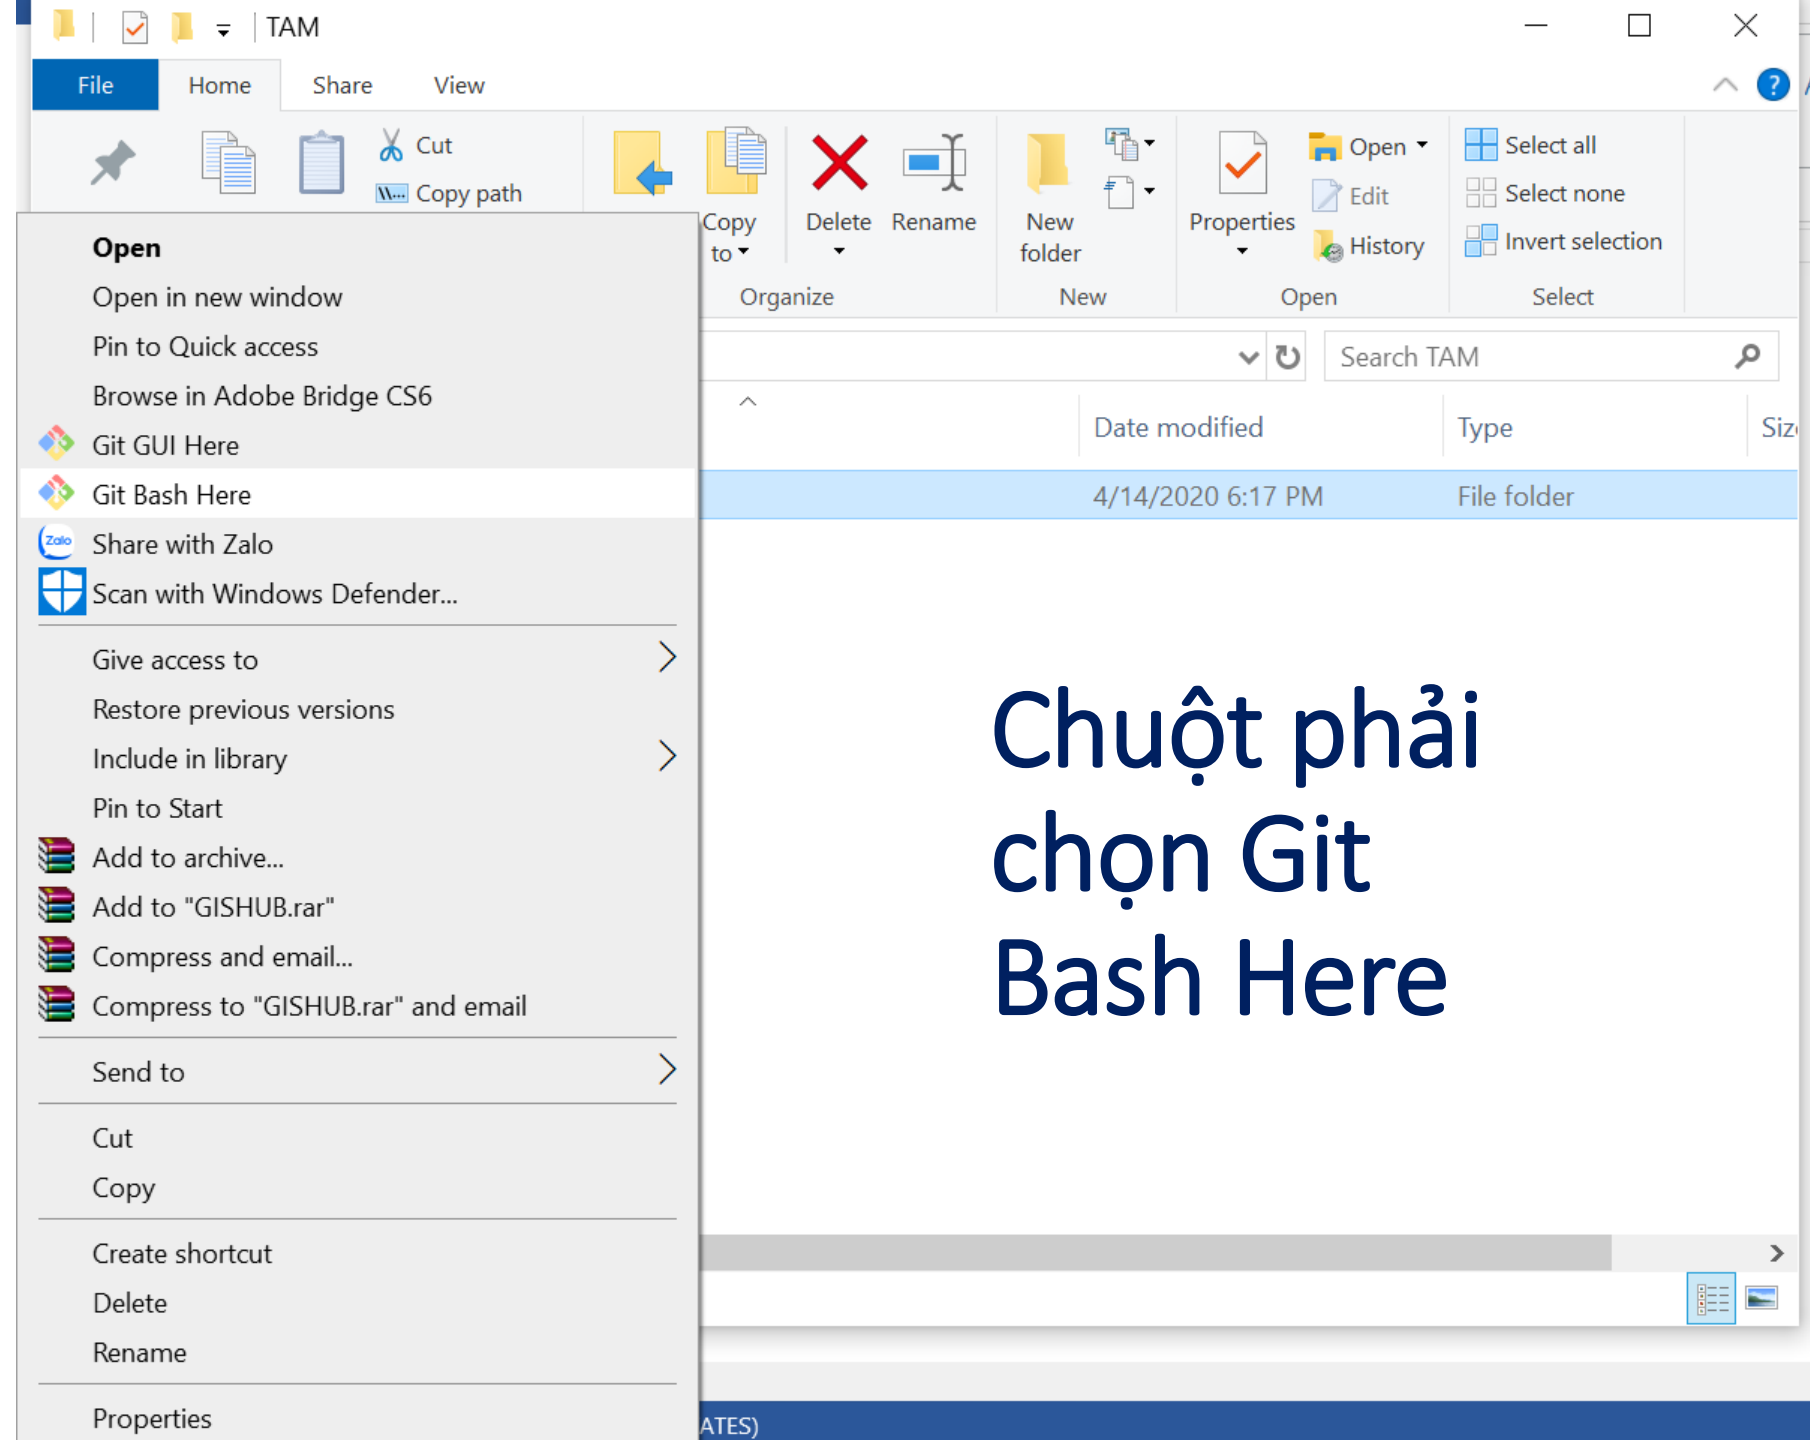 TAM
File
Home
Share
View
Cut
Copy path
Copy to
Delete
Rename
New folder
Properties
Open
Edit
History
Select all
Select none
Invert selection
Organize
New
Open
Select
Search TAM
Date modified
Type
4/14/2020 6:17 PM
File folder
Open
Open in new window
Pin to Quick access
Browse in Adobe Bridge CS6
Git GUI Here
Git Bash Here
Zalo
Share with Zalo
Scan with Windows Defender...
Give access to
Restore previous versions
Include in library
Pin to Start
Add to archive...
Add to "GISHUB.rar"
Compress and email...
Compress to "GISHUB.rar" and email
Send to
Cut
Copy
Create shortcut
Delete
Rename
Properties
Chuột phải
chọn Git
Bash Here
ATES)